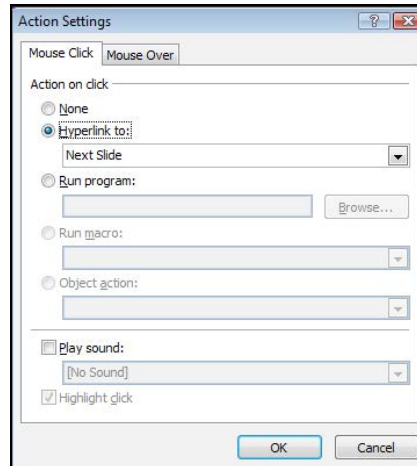 Action Settings
Mouse Click Mouse Over
Action on click
None
Hyperlink to:
Next Slide
Run program:
Browse...
Run macro:
Object action:
Play sound:
[No Sound]
Highlight click
OK Cancel